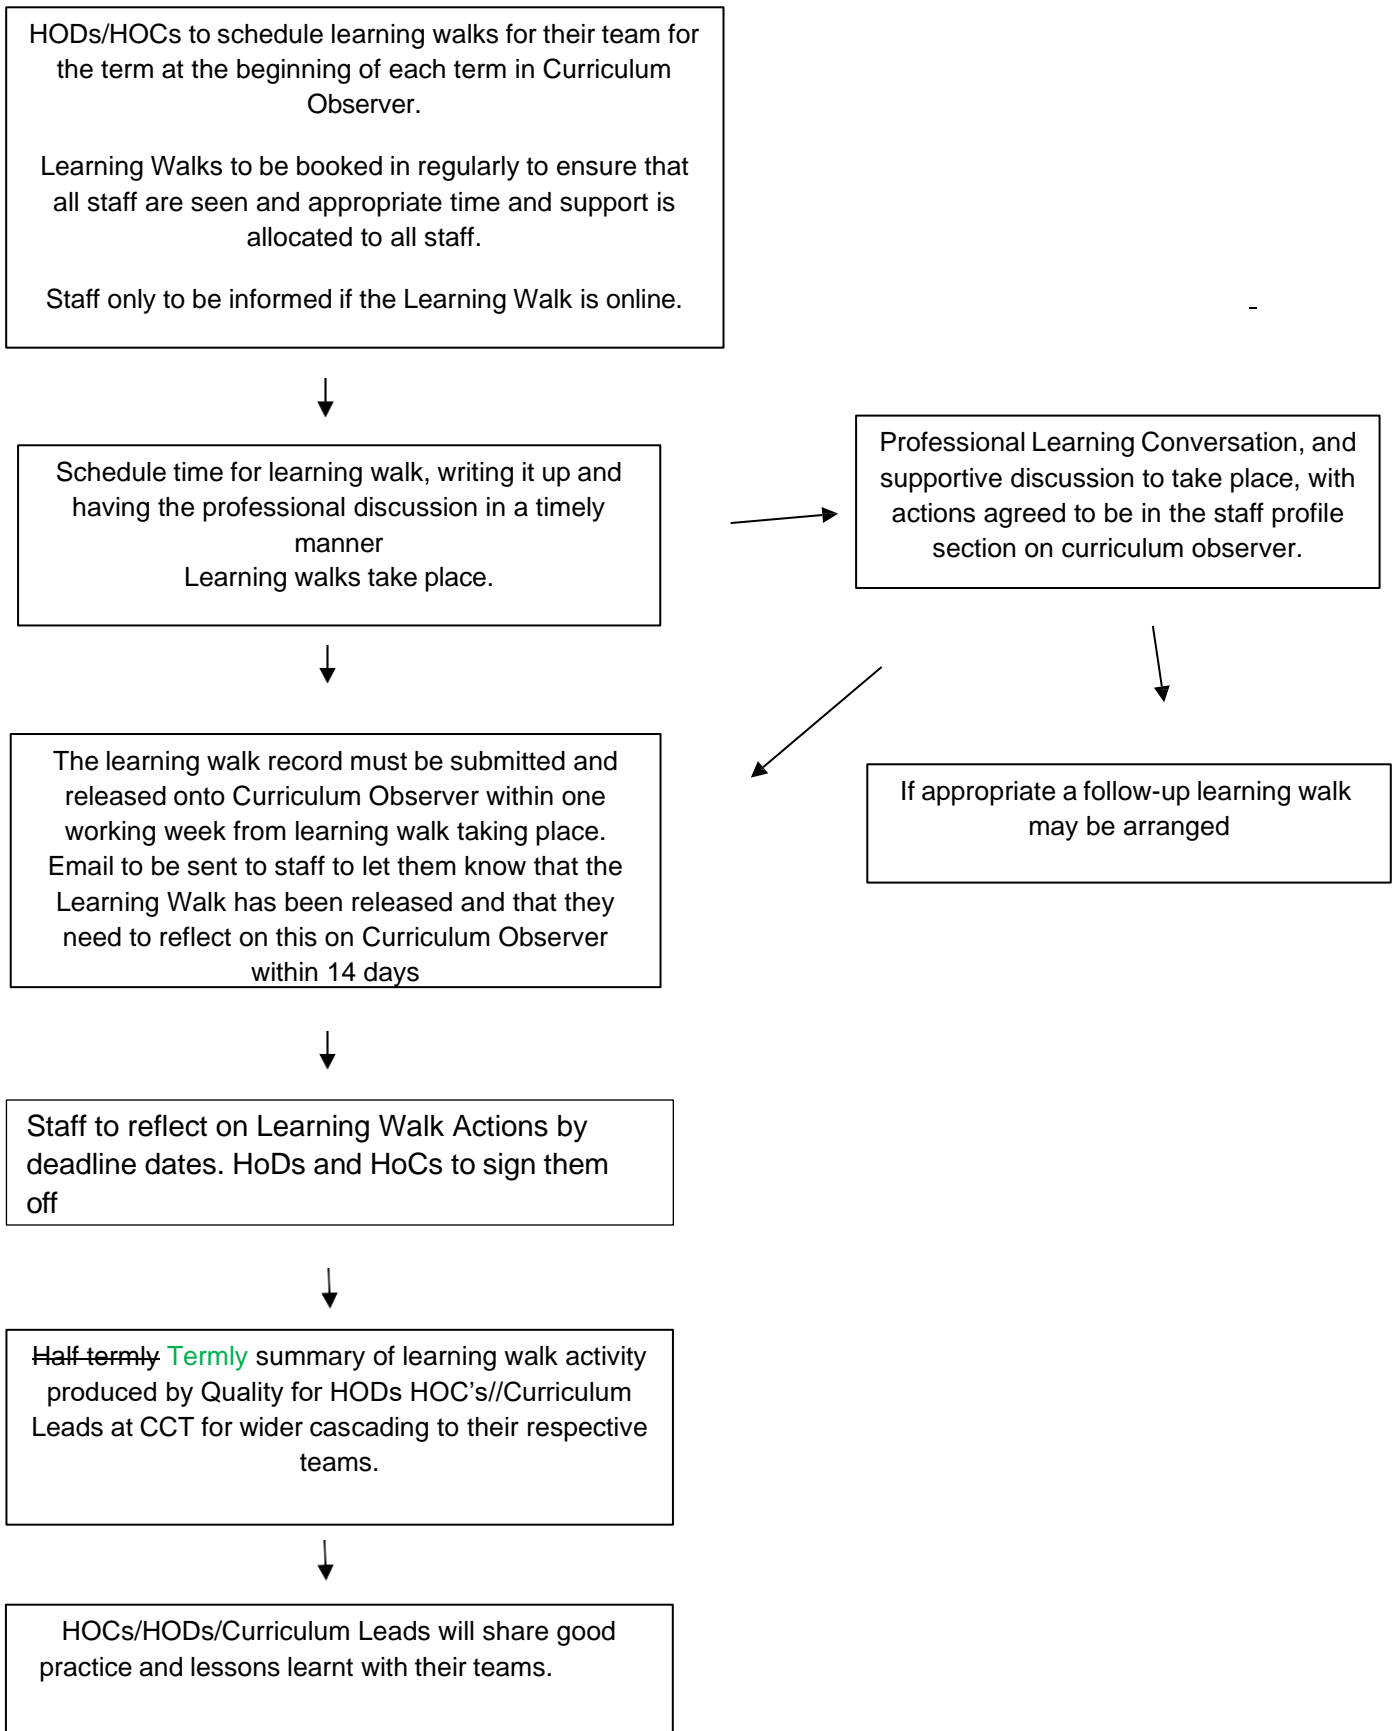 HODs/HOCs to schedule learning walks for their team for
the term at the beginning of each term in Curriculum
Observer.
Learning Walks to be booked in regularly to ensure that
all staff are seen and appropriate time and support is
allocated to all staff.
Staff only to be informed if the Learning Walk is online.
Schedule time for learning walk, writing it up and
having the professional discussion in a timely
manner
Learning walks take place.
Professional Learning Conversation, and
supportive discussion to take place, with
actions agreed to be in the staff profile
section on curriculum observer.
The learning walk record must be submitted and
released onto Curriculum Observer within one
working week from learning walk taking place.
Email to be sent to staff to let them know that the
Learning Walk has been released and that they
need to reflect on this on Curriculum Observer
within 14 days
If appropriate a follow-up learning walk
may be arranged
Staff to reflect on Learning Walk Actions by
deadline dates. HoDs and HoCs to sign them
off
Half termly Termly summary of learning walk activity
produced by Quality for HODs HOC’s//Curriculum
Leads at CCT for wider cascading to their respective
teams.
HOCs/HODs/Curriculum Leads will share good
practice and lessons learnt with their teams.